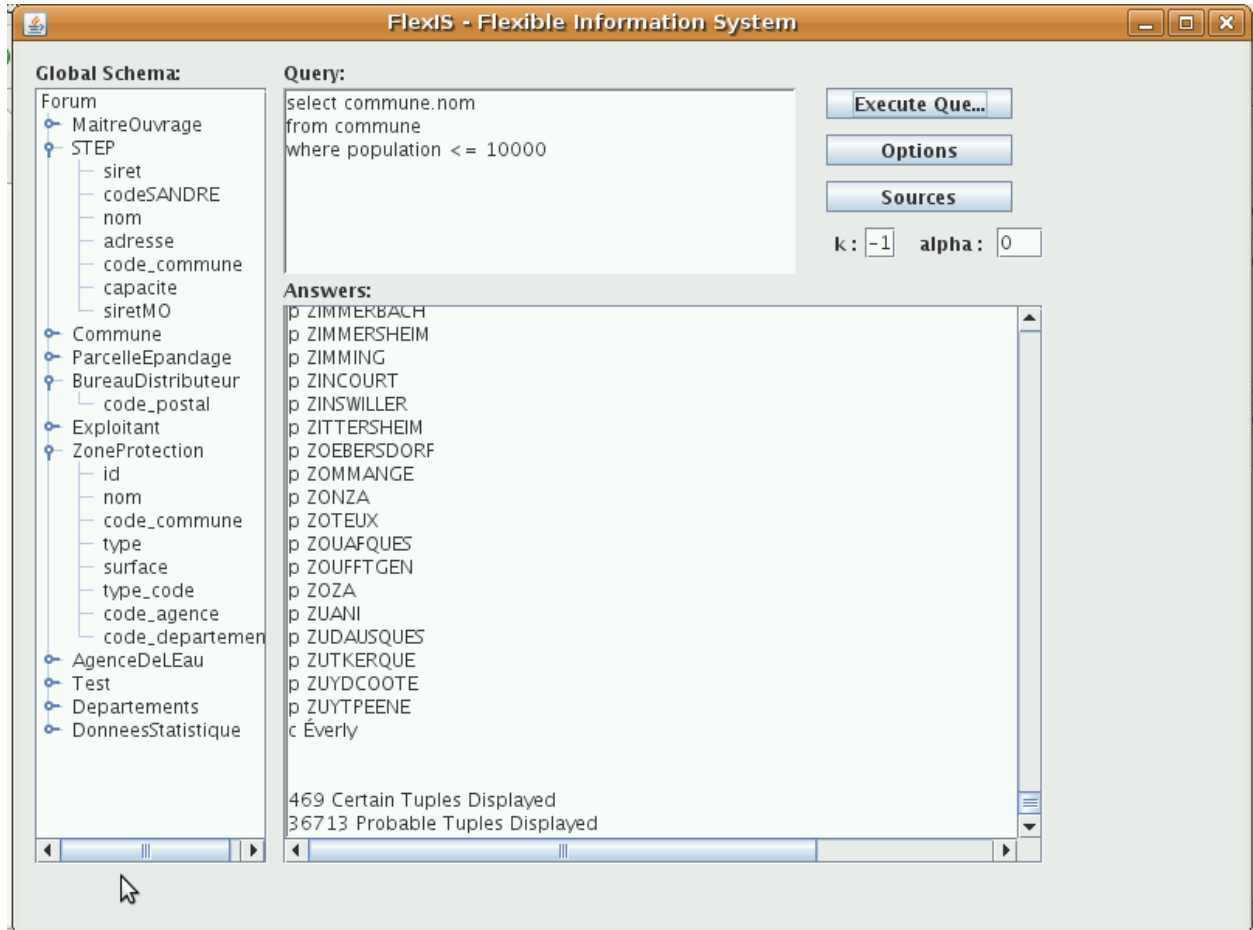 FlexIS - Flexible Information System
Global Schema:
Forum
MaitreOuvrage
STEP
siret
codeSANDRE
nom
adresse
code_commune
capacite
siretMO
Commune
ParcelleEpandage
BureauDistributeur
code_postal
Exploitant
ZoneProtection
id
nom
code_commune
type
surface
type_code
code_agence
code_departemen
AgenceDeLEau
Test
Departements
DonneesStatistique
Query:
select commune.nom
from commune
where population <= 10000
Execute Que...
Options
Sources
k: -1 alpha: 0
Answers:
p ZIMMERBACH
p ZIMMERSHEIM
p ZIMMING
p ZINCOURT
p ZINSWILLER
p ZITTERSHEIM
p ZOEBERSDORF
p ZOMMANGE
p ZONZA
p ZOTEUX
p ZOUAFQUES
p ZOUFFTGEN
p ZOZA
p ZUANI
p ZUDAUSQUES
p ZUTKERQUE
p ZUYDCOOTE
p ZUYTPEENE
c Éverly
469 Certain Tuples Displayed
36713 Probable Tuples Displayed